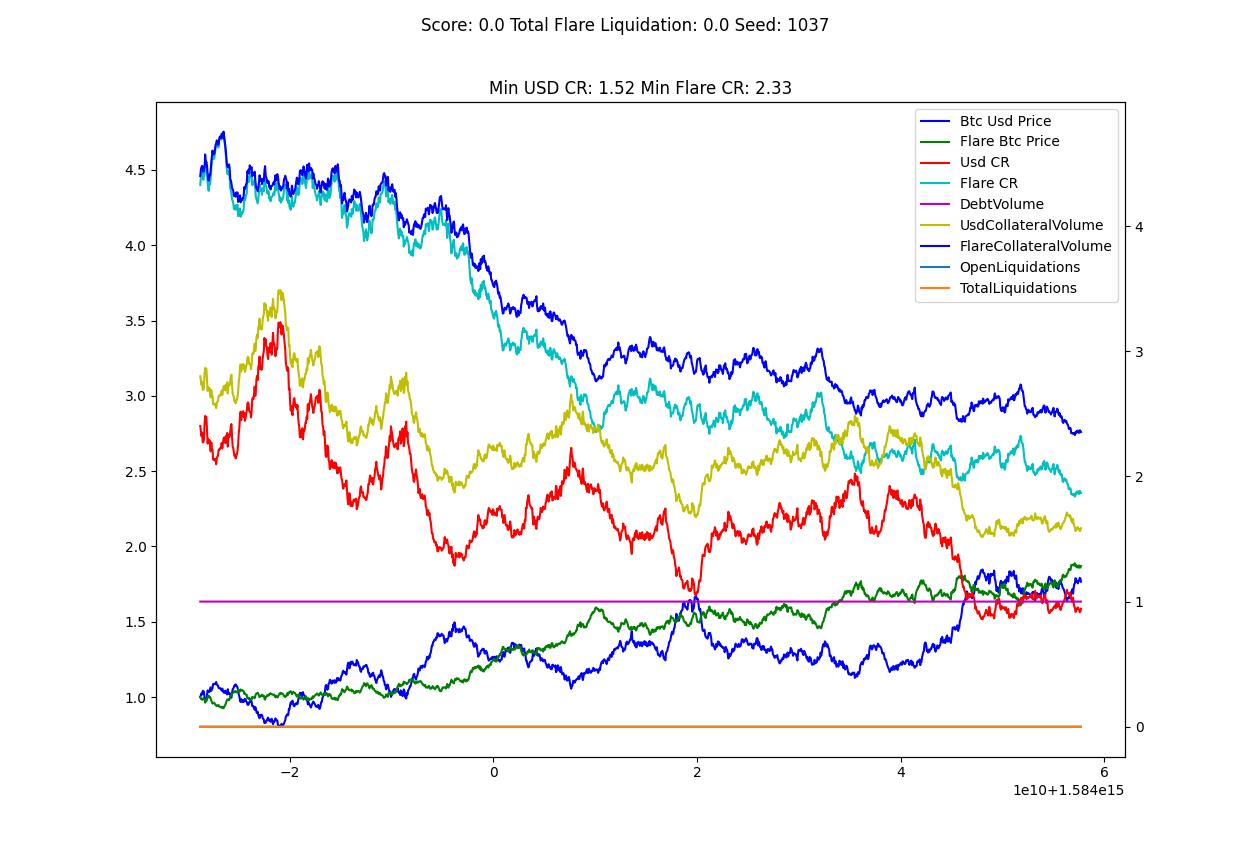 Score: 0.0 Total Flare Liquidation: 0.0 Seed: 1037
Min USD CR: 1.52 Min Flare CR: 2.33
Btc Usd Price
Flare Btc Price
Usd CR
Flare CR
DebtVolume
UsdCollateralVolume
FlareCollateralVolume
OpenLiquidations
TotalLiquidations
4.5
4.0
3.5
3.0
2.5
2.0
1.5
1.0
4
3
2
1
0
−2
0
2
4
6
1e10+1.584e15